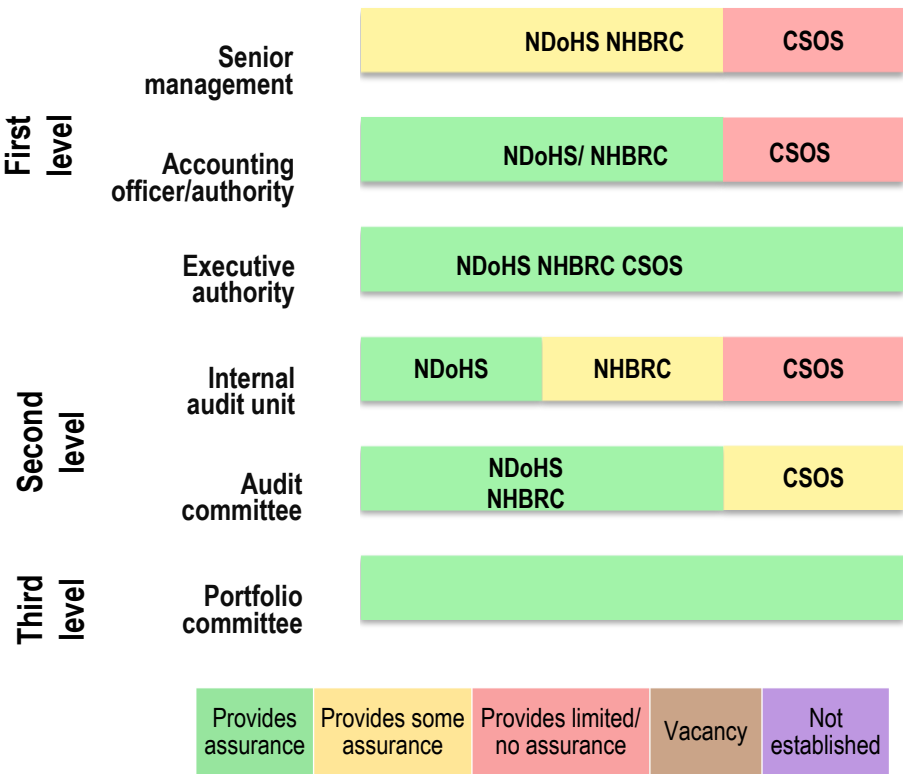 First
level
Senior
management
NDoHS NHBRC
CSOS
Accounting
officer/authority
NDoHS/ NHBRC
CSOS
Executive
authority
NDoHS NHBRC CSOS
Second
level
Internal
audit unit
NDoHS
NHBRC
CSOS
Audit
committee
NDoHS
NHBRC
CSOS
Third
level
Portfolio
committee
Provides
assurance
Provides some
assurance
Provides limited/
no assurance
Vacancy
Not
established